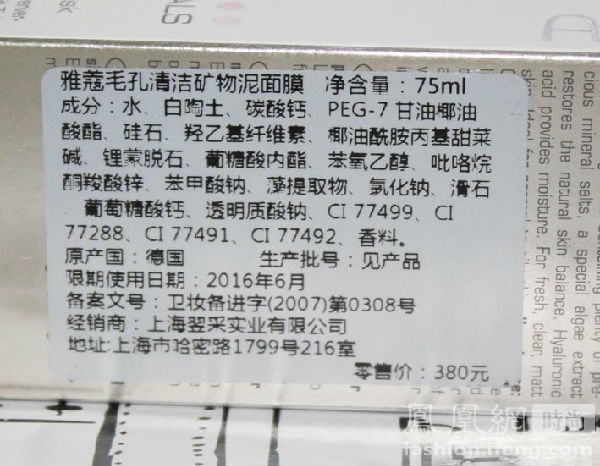 ALS
sk
雅蔻毛孔清洁矿物泥面膜 净含量：75ml
成分：水、白陶土、碳酸钙、PEG-7 甘油椰油
酸酯、硅石、羟乙基纤维素、椰油酰胺丙基甜菜
碱、锂蒙脱石、葡糖酸内酯、苯氧乙醇、吡咯烷
酮羧酸锌、苯甲酸钠、藻提取物、氯化钠、滑石
、葡萄糖酸钙、透明质酸钠、CI 77499、CI
77288、CI 77491、CI 77492、香料。
原产国：德国 生产批号：见产品
限期使用日期：2016年6月
备案文号：卫妆备进字(2007)第0308号
经销商：上海翌采实业有限公司
地址:上海市哈密路1799号216室
零售价：380元
cious mineral salts, a special algae extract
restores the natural skin balance. Hyaluronic
acid provides moisture. For fresh, clear, matt
鳳凰網 時尚
fashion.ifeng.com